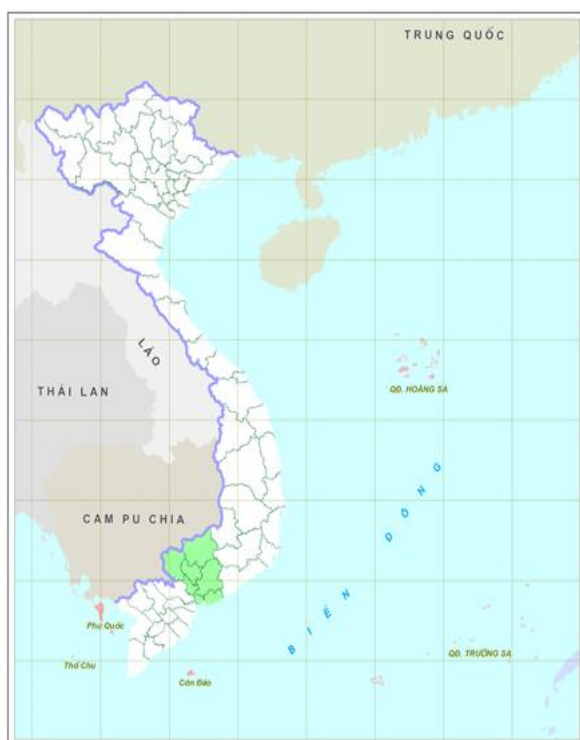 TRUNG QUỐC
LÀO
THÁI LAN
QĐ. HOÀNG SA
CAM PU CHIA
BIỂN ĐÔNG
Phú Quốc
QĐ. TRƯỜNG SA
Thổ Chu
Côn Đảo